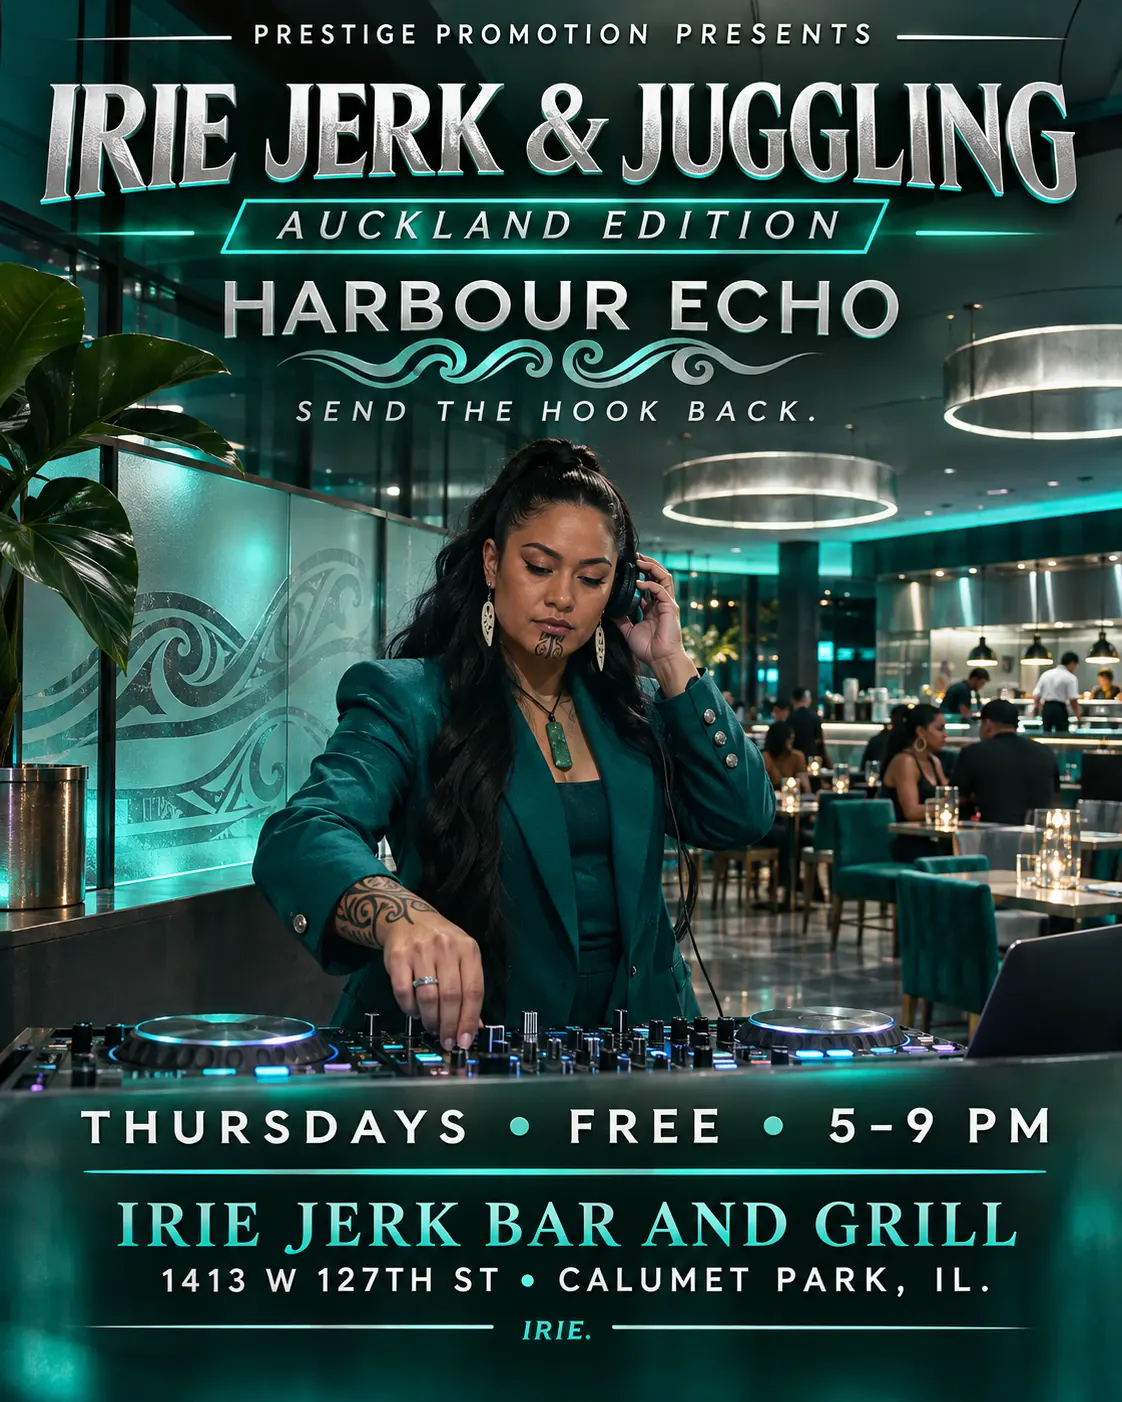 PRESTIGE PROMOTION PRESENTS
IRIE JERK & JUGGLING
AUCKLAND EDITION
HARBOUR ECHO
SEND THE HOOK BACK.
THURSDAYS • FREE • 5–9 PM
IRIE JERK BAR AND GRILL
1413 W 127TH ST • CALUMET PARK, IL.
IRIE.